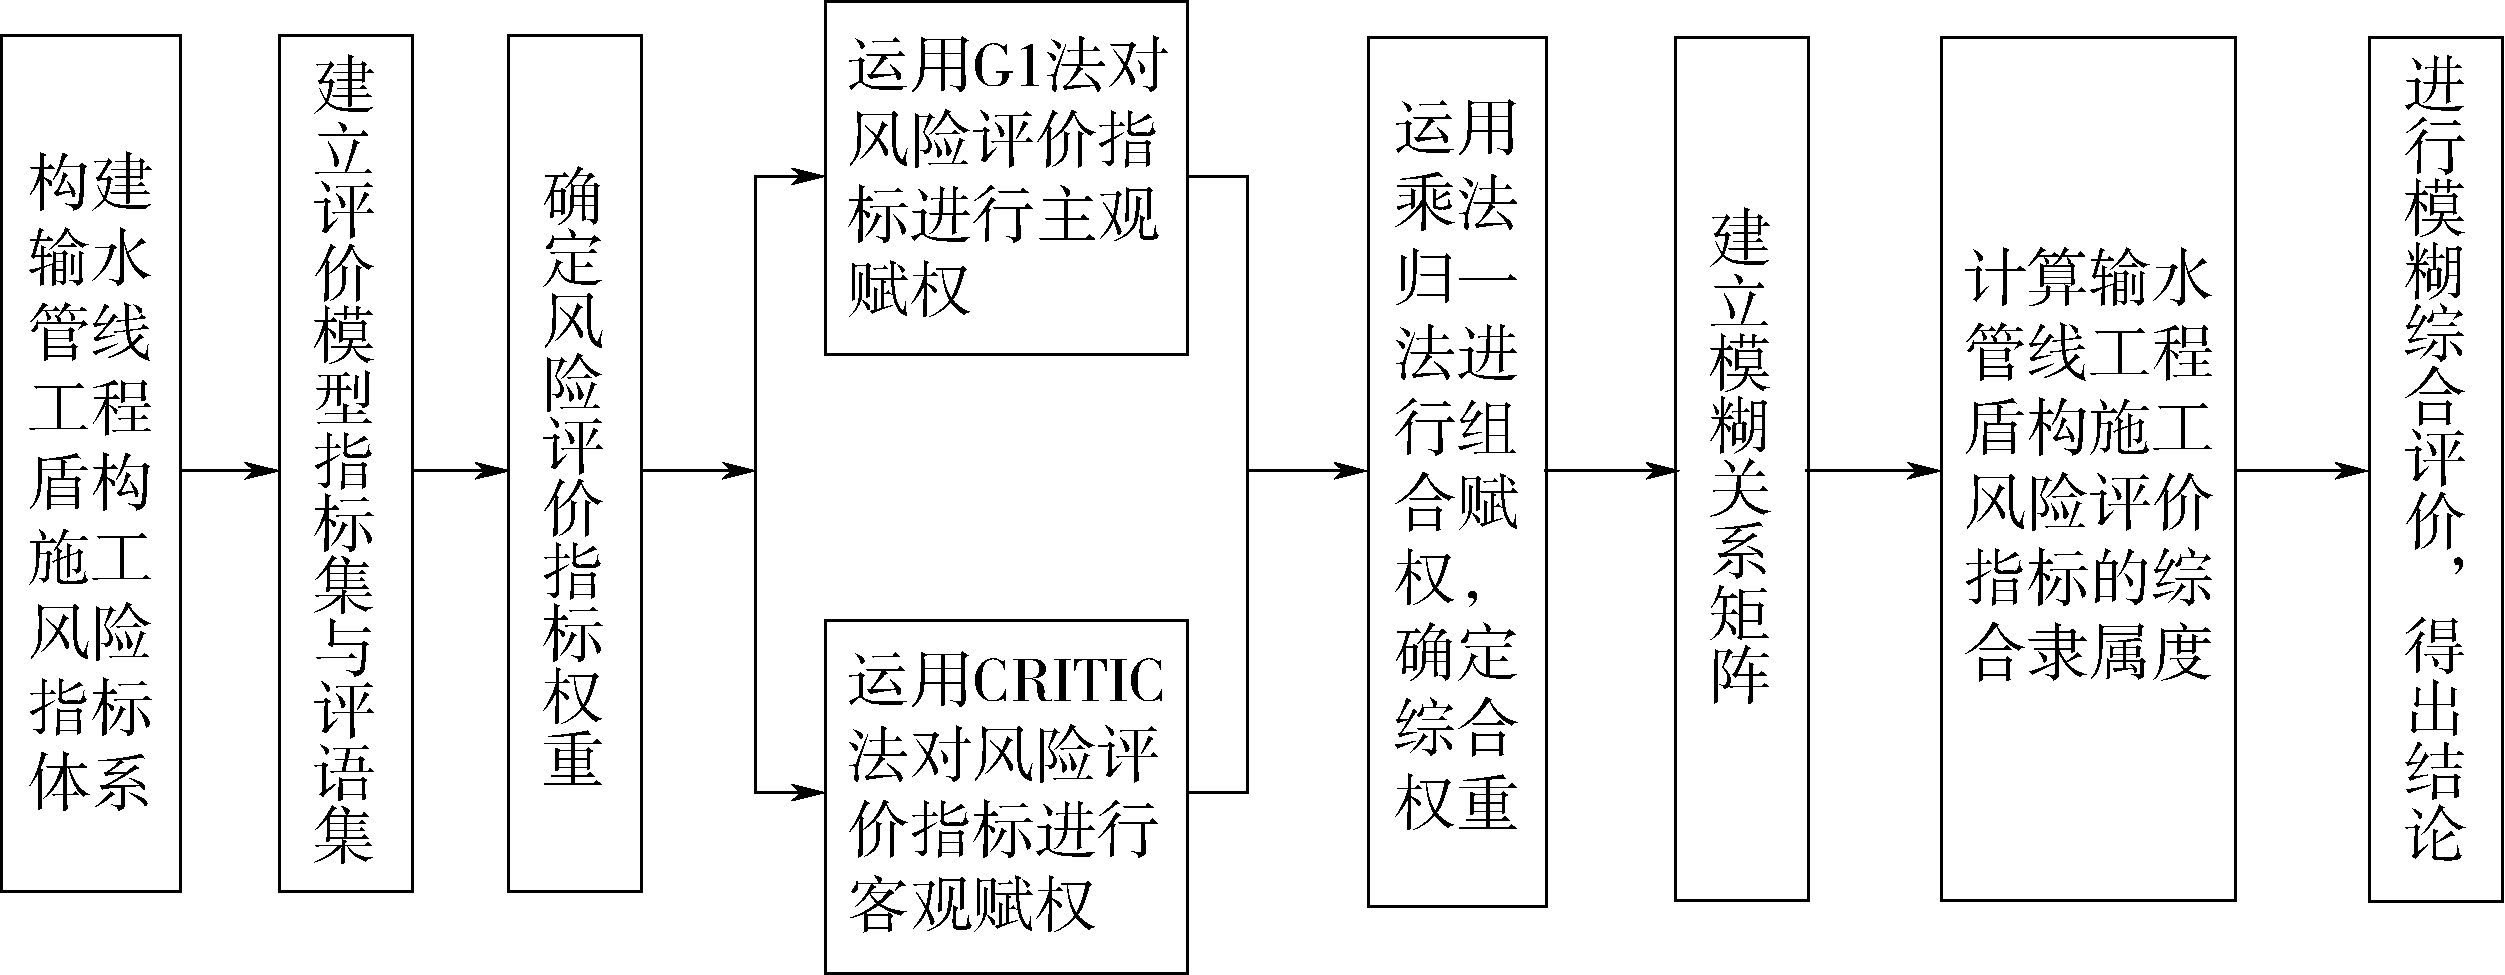 构建
输水
管线
工程
盾构
施工
风险
指标
体系
建立评价模型指标集与评语集
确定风险评价指标权重
运用G1法对
风险评价指
标进行主观
赋权
运用CRITIC
法对风险评
价指标进行
客观赋权
运用
乘法
归一
法进
行组
合赋
权，
确定
综合
权重
建立模糊关系矩阵
计算输水
管线工程
盾构施工
风险评价
指标的综
合隶属度
进行模糊综合评价，得出结论